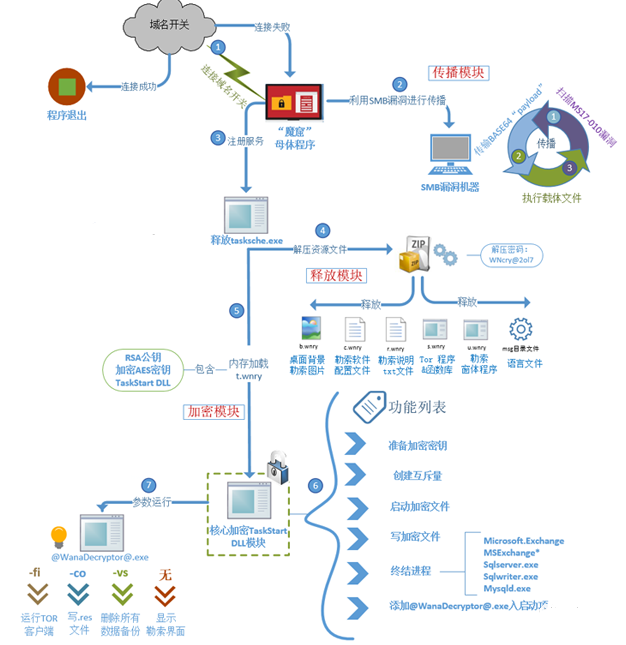 域名开关
连接失败
1
连接域名开关
连接成功
程序退出
“魔窟”
母体程序
2
利用SMB漏洞进行传播
传播模块
SMB漏洞机器
传输BASE64“payload”
扫描MS17-010漏洞
1
2
3
传播
执行载体文件
3
注册服务
释放tasksche.exe
4
解压资源文件
ZIP
解压密码：
WNcry@2ol7
释放模块
释放
释放
b.wnry
桌面背景
勒索图片
c.wnry
勒索软件
配置文件
r.wnry
勒索说明
txt文件
s.wnry
Tor 程序
&函数库
u.wnry
勒索
窗体程序
msg目录文件
语言文件
5
RSA公钥
加密AES密钥
TaskStart DLL
包含
内存加载
t.wnry
加密模块
核心加密TaskStart
DLL模块
6
功能列表
准备加密密钥
创建互斥量
启动加密文件
写加密文件
终结进程
Microsoft.Exchange
MSExchange*
Sqlserver.exe
Sqlwriter.exe
Mysqld.exe
添加@WanaDecryptor@.exe入启动项
7
参数运行
@WanaDecryptor@.exe
-fi
运行TOR
客户端
-co
写.res
文件
-vs
删除所有
数据备份
无
显示
勒索界面